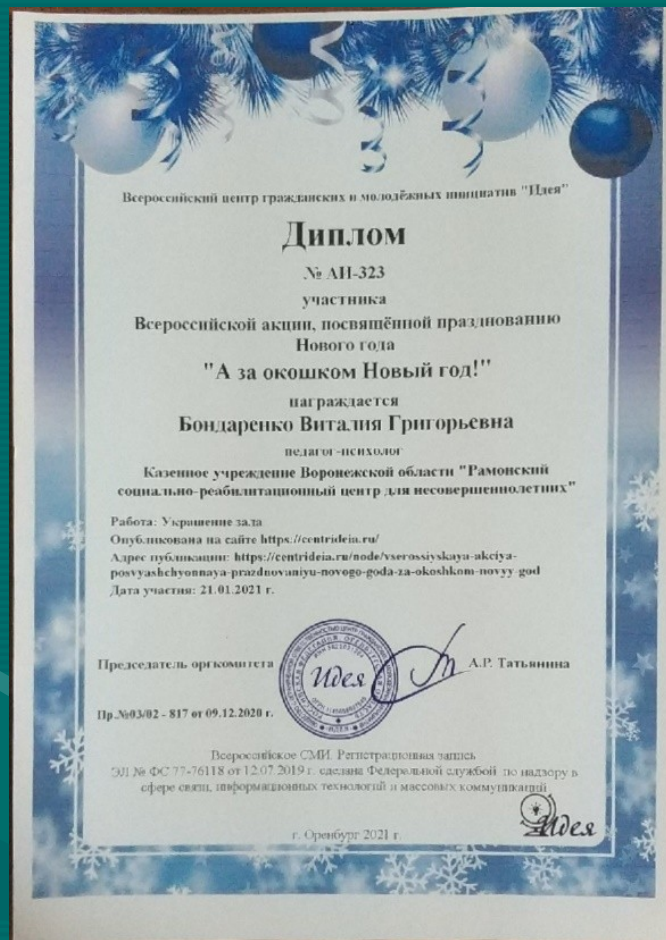 Всероссийский центр гражданских и молодёжных инициатив "Идея"
Диплом
№ АИ-323
участника
Всероссийской акции, посвящённой празднованию
Нового года
"А за окошком Новый год!"
награждается
Бондаренко Виталия Григорьевна
педагог-психолог
Казенное учреждение Воронежской области "Рамонский
социально-реабилитационный центр для несовершеннолетних"
Работа: Украшение зала
Опубликована на сайте https://centrideia.ru/
Адрес публикации: https://centrideia.ru/node/vserossiyskaya-akciya-
posvyashchyonnaya-prazdnovaniyu-novogo-goda-za-okoshkom-novyy-god
Дата участия: 21.01.2021 г.
Председатель оргкомитета
Идея
А.Р. Татьянина
Пр.№03/02 - 817 от 09.12.2020 г.
Всероссийское СМИ. Регистрационная запись
ЭЛ № ФС 77-76118 от 12.07.2019 г. сделана Федеральной службой по надзору в
сфере связи, информационных технологий и массовых коммуникаций
Идея
г. Оренбург 2021 г.